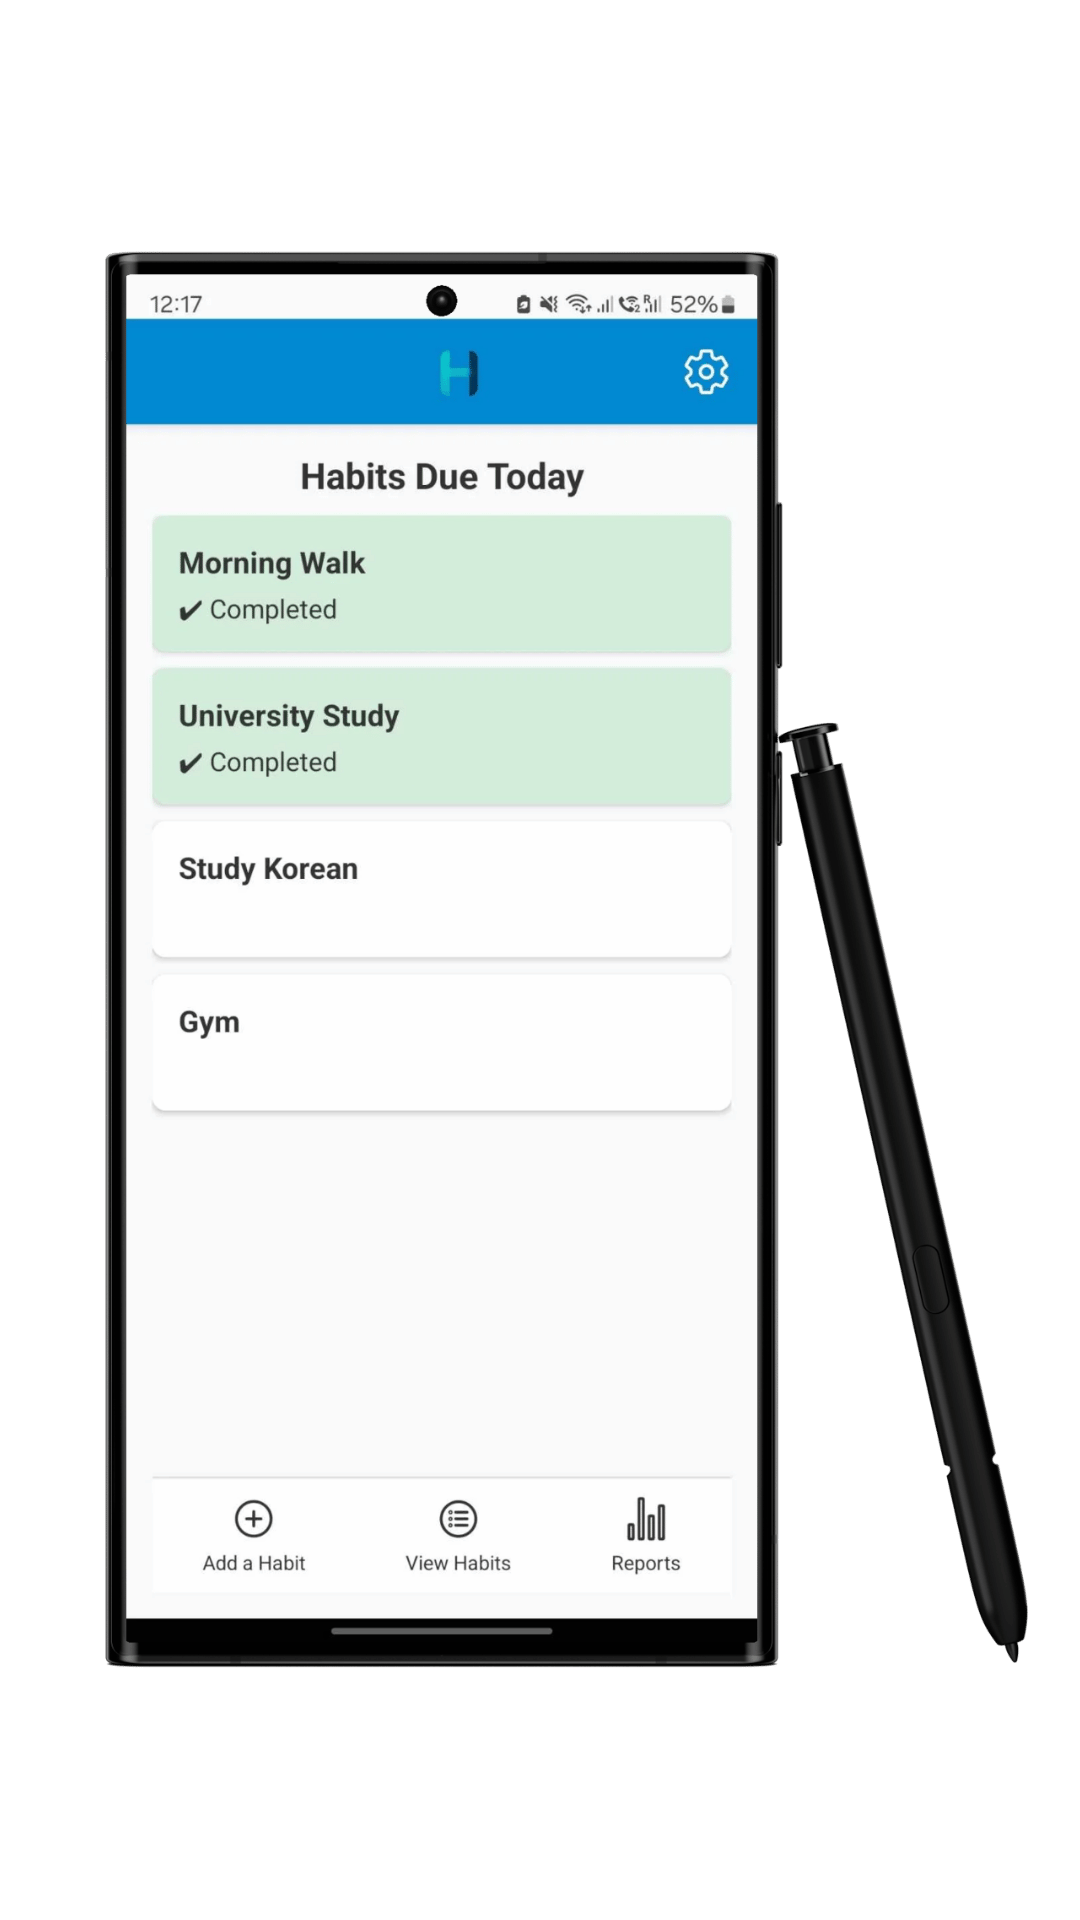 12:17
52%
H
Habits Due Today
Morning Walk
✔ Completed
University Study
✔ Completed
Study Korean
Gym
Add a Habit
View Habits
Reports